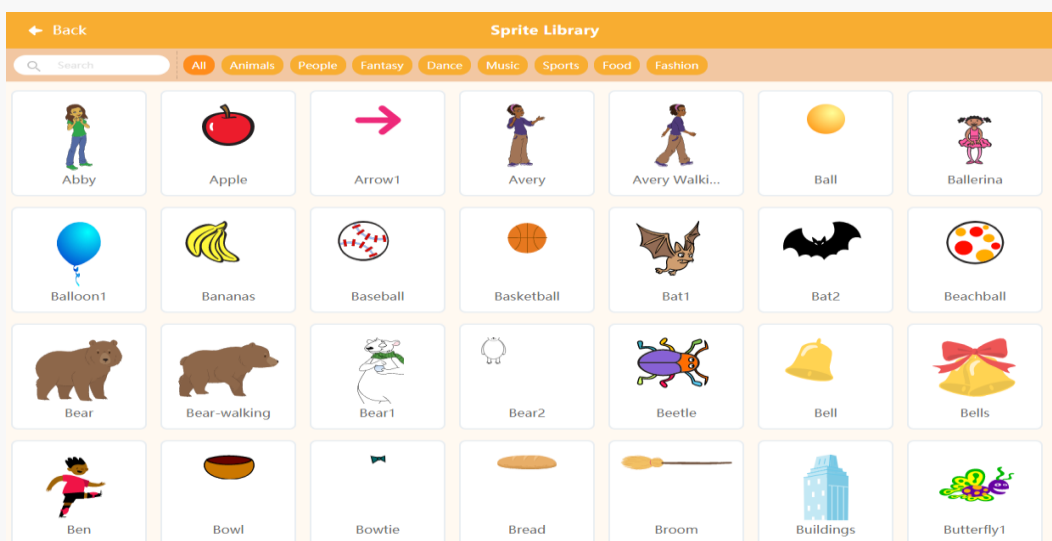 Back
Sprite Library
Search
All Animals People Fantasy Dance Music Sports Food Fashion
Abby Apple Arrow1 Avery Avery Walki... Ball Ballerina
Balloon1 Bananas Baseball Basketball Bat1 Bat2 Beachball
Bear Bear-walking Bear1 Bear2 Beetle Bell Bells
Ben Bowl Bowtie Bread Broom Buildings Butterfly1